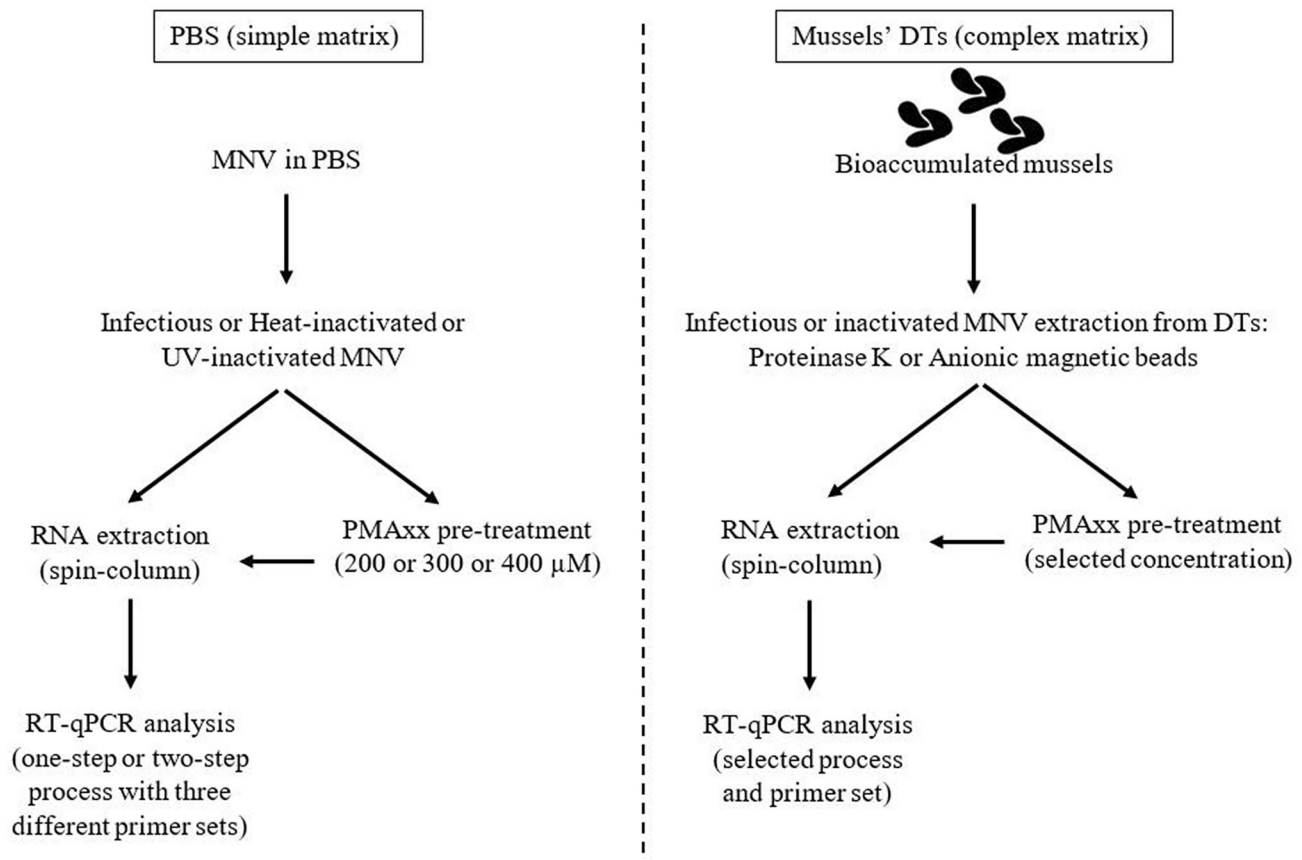 PBS (simple matrix)
MNV in PBS
Infectious or Heat-inactivated or
UV-inactivated MNV
RNA extraction
(spin-column)
PMAxx pre-treatment
(200 or 300 or 400 µM)
RT-qPCR analysis
(one-step or two-step
process with three
different primer sets)
Mussels’ DTs (complex matrix)
Bioaccumulated mussels
Infectious or inactivated MNV extraction from DTs:
Proteinase K or Anionic magnetic beads
RNA extraction
(spin-column)
PMAxx pre-treatment
(selected concentration)
RT-qPCR analysis
(selected process
and primer set)